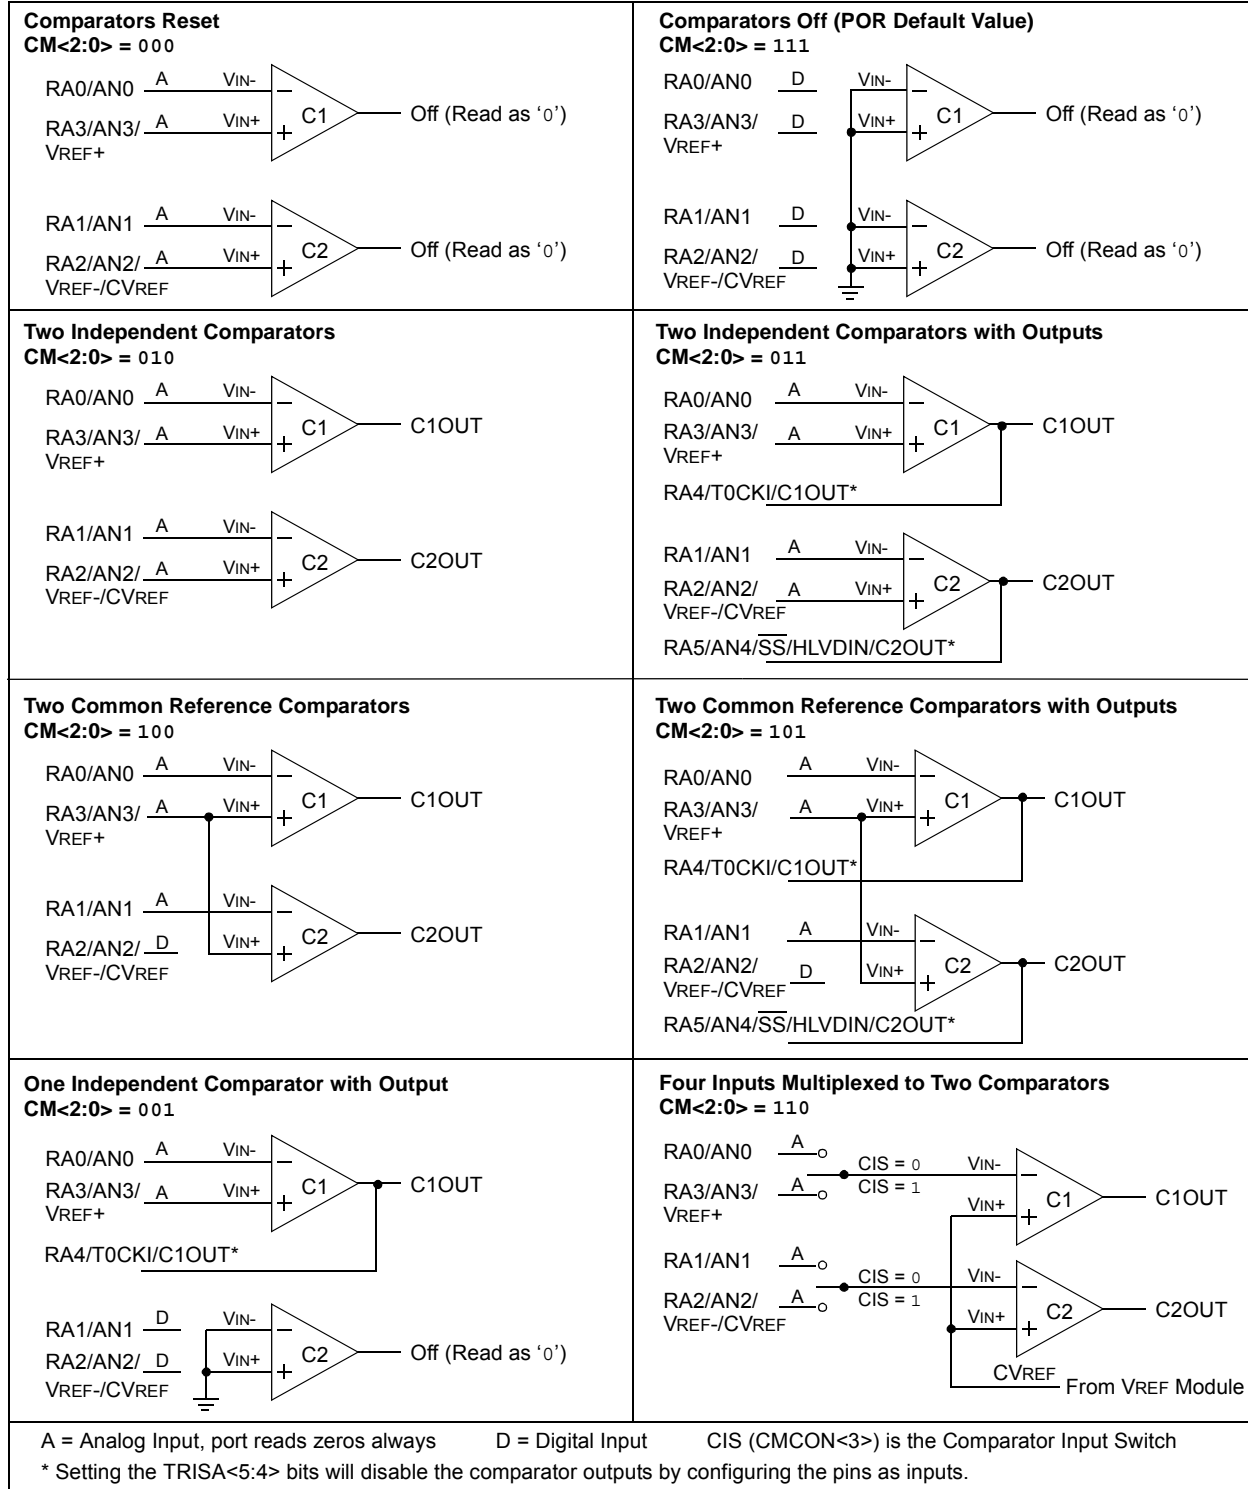 Comparators Reset
CM<2:0> = 000
RA0/AN0 A VIN-
RA3/AN3/ A VIN+
VREF+
C1
Off (Read as ‘0’)
RA1/AN1 A VIN-
RA2/AN2/ A VIN+
VREF-/CVREF
C2
Off (Read as ‘0’)
Comparators Off (POR Default Value)
CM<2:0> = 111
RA0/AN0 D VIN-
RA3/AN3/ D VIN+
VREF+
C1
Off (Read as ‘0’)
RA1/AN1 D VIN-
RA2/AN2/ D VIN+
VREF-/CVREF
C2
Off (Read as ‘0’)
Two Independent Comparators
CM<2:0> = 010
RA0/AN0 A VIN-
RA3/AN3/ A VIN+
VREF+
C1
C1OUT
RA1/AN1 A VIN-
RA2/AN2/ A VIN+
VREF-/CVREF
C2
C2OUT
Two Independent Comparators with Outputs
CM<2:0> = 011
RA0/AN0 A VIN-
RA3/AN3/ A VIN+
VREF+
C1
C1OUT
RA4/T0CKI/C1OUT*
RA1/AN1 A VIN-
RA2/AN2/ A VIN+
VREF-/CVREF
C2
C2OUT
RA5/AN4/SS/HLVDIN/C2OUT*
Two Common Reference Comparators
CM<2:0> = 100
RA0/AN0 A VIN-
RA3/AN3/ A VIN+
VREF+
C1
C1OUT
RA1/AN1 A VIN-
RA2/AN2/ D VIN+
VREF-/CVREF
C2
C2OUT
Two Common Reference Comparators with Outputs
CM<2:0> = 101
RA0/AN0 A VIN-
RA3/AN3/ A VIN+
VREF+
C1
C1OUT
RA4/T0CKI/C1OUT*
RA1/AN1 A VIN-
RA2/AN2/ D VIN+
VREF-/CVREF
C2
C2OUT
RA5/AN4/SS/HLVDIN/C2OUT*
One Independent Comparator with Output
CM<2:0> = 001
RA0/AN0 A VIN-
RA3/AN3/ A VIN+
VREF+
C1
C1OUT
RA4/T0CKI/C1OUT*
RA1/AN1 D VIN-
RA2/AN2/ D VIN+
VREF-/CVREF
C2
Off (Read as ‘0’)
Four Inputs Multiplexed to Two Comparators
CM<2:0> = 110
RA0/AN0 A
CIS = 0 VIN-
RA3/AN3/ A CIS = 1
VREF+
VIN+
C1
C1OUT
RA1/AN1 A
CIS = 0 VIN-
RA2/AN2/ A CIS = 1
VREF-/CVREF
VIN+
C2
C2OUT
CVREF
From VREF Module
A = Analog Input, port reads zeros always D = Digital Input CIS (CMCON<3>) is the Comparator Input Switch
* Setting the TRISA<5:4> bits will disable the comparator outputs by configuring the pins as inputs.